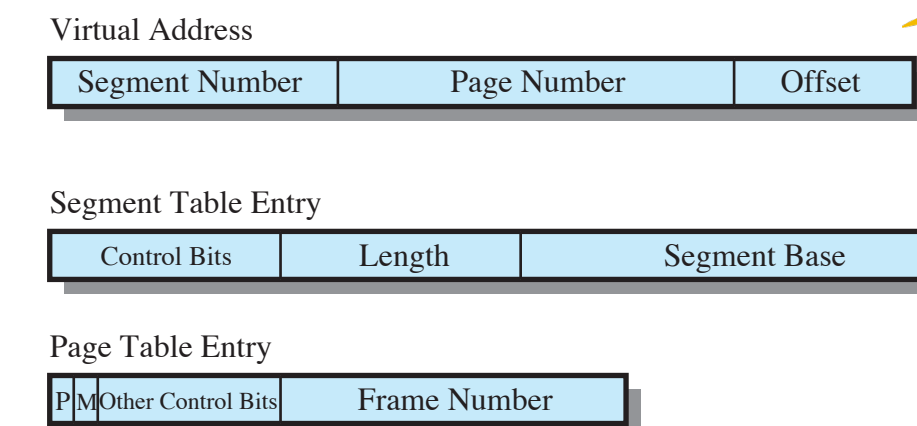 Virtual Address
Segment Number Page Number Offset
Segment Table Entry
Control Bits Length Segment Base
Page Table Entry
P M Other Control Bits Frame Number